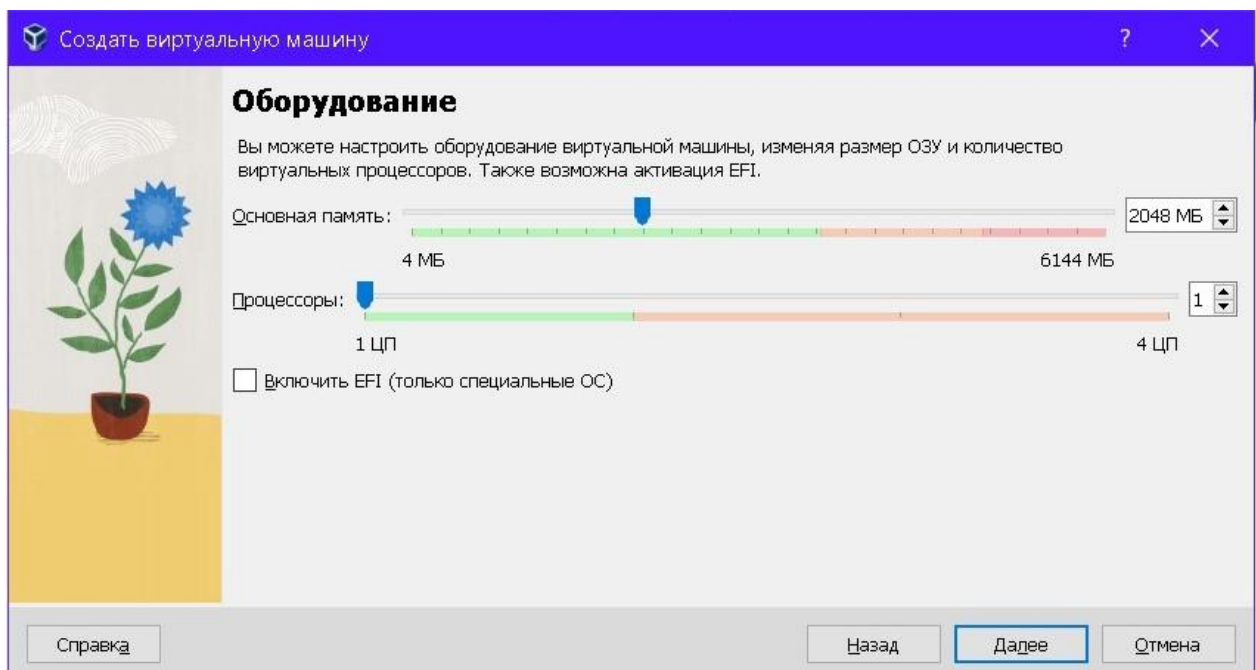 Создать виртуальную машину
?
Оборудование
Вы можете настроить оборудование виртуальной машины, изменяя размер ОЗУ и количество
виртуальных процессоров. Также возможна активация EFI.
Основная память:
2048 МБ
4 МБ
6144 МБ
Процессоры:
1
1 ЦП
4 ЦП
Включить EFI (только специальные ОС)
Справка
Назад
Далее
Отмена